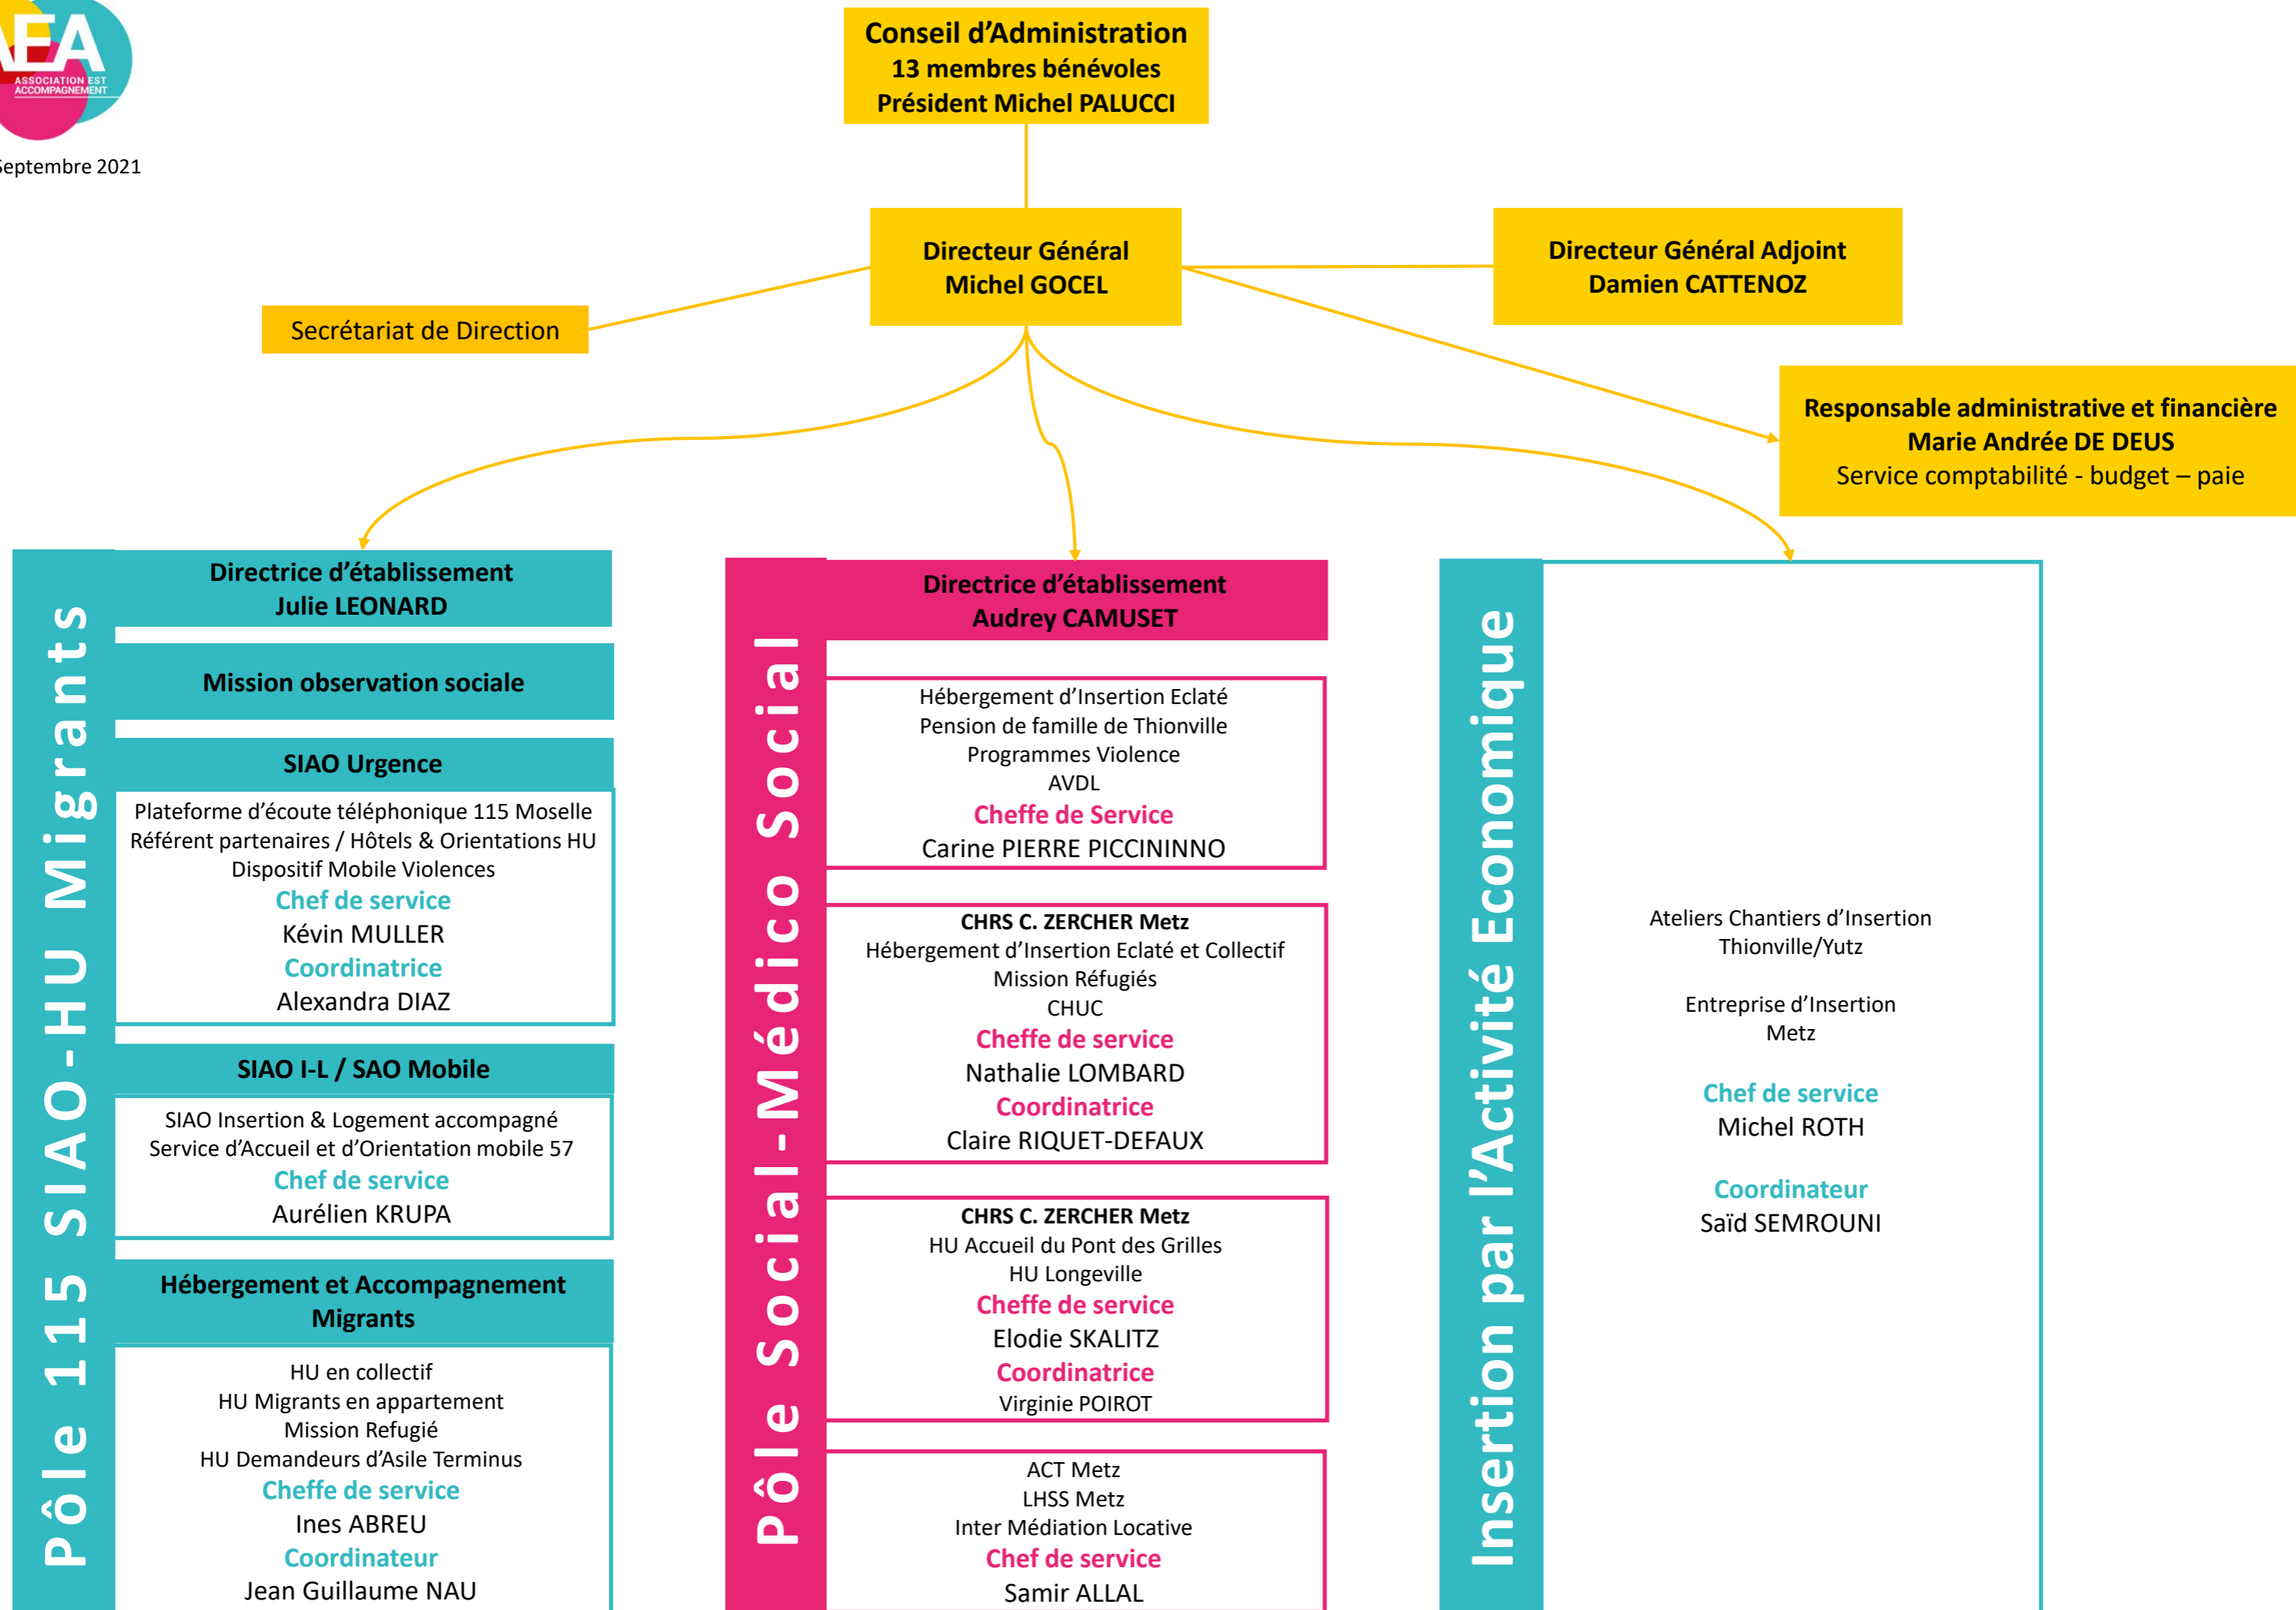 AEA
ASSOCIATION EST
ACCOMPAGNEMENT
Septembre 2021
Conseil d’Administration
13 membres bénévoles
Président Michel PALUCCI
Directeur Général
Michel GOCEL
Directeur Général Adjoint
Damien CATTENOZ
Secrétariat de Direction
Responsable administrative et financière
Marie Andrée DE DEUS
Service comptabilité - budget – paie
Pôle 115 SIAO-HU Migrants
Directrice d’établissement
Julie LEONARD
Mission observation sociale
SIAO Urgence
Plateforme d’écoute téléphonique 115 Moselle
Référent partenaires / Hôtels & Orientations HU
Dispositif Mobile Violences
Chef de service
Kévin MULLER
Coordinatrice
Alexandra DIAZ
SIAO I-L / SAO Mobile
SIAO Insertion & Logement accompagné
Service d’Accueil et d’Orientation mobile 57
Chef de service
Aurélien KRUPA
Hébergement et Accompagnement
Migrants
HU en collectif
HU Migrants en appartement
Mission Refugié
HU Demandeurs d’Asile Terminus
Cheffe de service
Ines ABREU
Coordinateur
Jean Guillaume NAU
Pôle Social-Médico Social
Directrice d’établissement
Audrey CAMUSET
Hébergement d’Insertion Eclaté
Pension de famille de Thionville
Programmes Violence
AVDL
Cheffe de Service
Carine PIERRE PICCININNO
CHRS C. ZERCHER Metz
Hébergement d’Insertion Eclaté et Collectif
Mission Réfugiés
CHUC
Cheffe de service
Nathalie LOMBARD
Coordinatrice
Claire RIQUET-DEFAUX
CHRS C. ZERCHER Metz
HU Accueil du Pont des Grilles
HU Longeville
Cheffe de service
Elodie SKALITZ
Coordinatrice
Virginie POIROT
ACT Metz
LHSS Metz
Inter Médiation Locative
Chef de service
Samir ALLAL
Insertion par l’Activité Economique
Ateliers Chantiers d’Insertion
Thionville/Yutz
Entreprise d’Insertion
Metz
Chef de service
Michel ROTH
Coordinateur
Saïd SEMROUNI